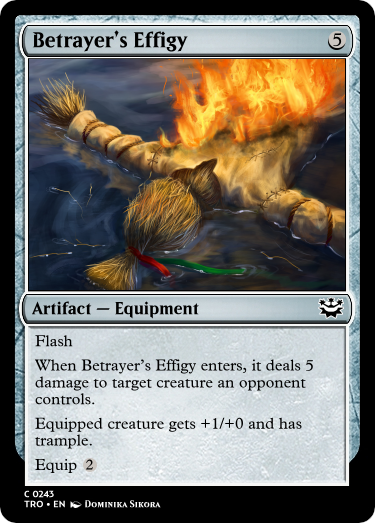 Betrayer's Effigy 5
Artifact — Equipment
Flash
When Betrayer's Effigy enters, it deals 5
damage to target creature an opponent
controls.
Equipped creature gets +1/+0 and has
trample.
Equip 2
C 0243
TRO • EN Dominika Sikora